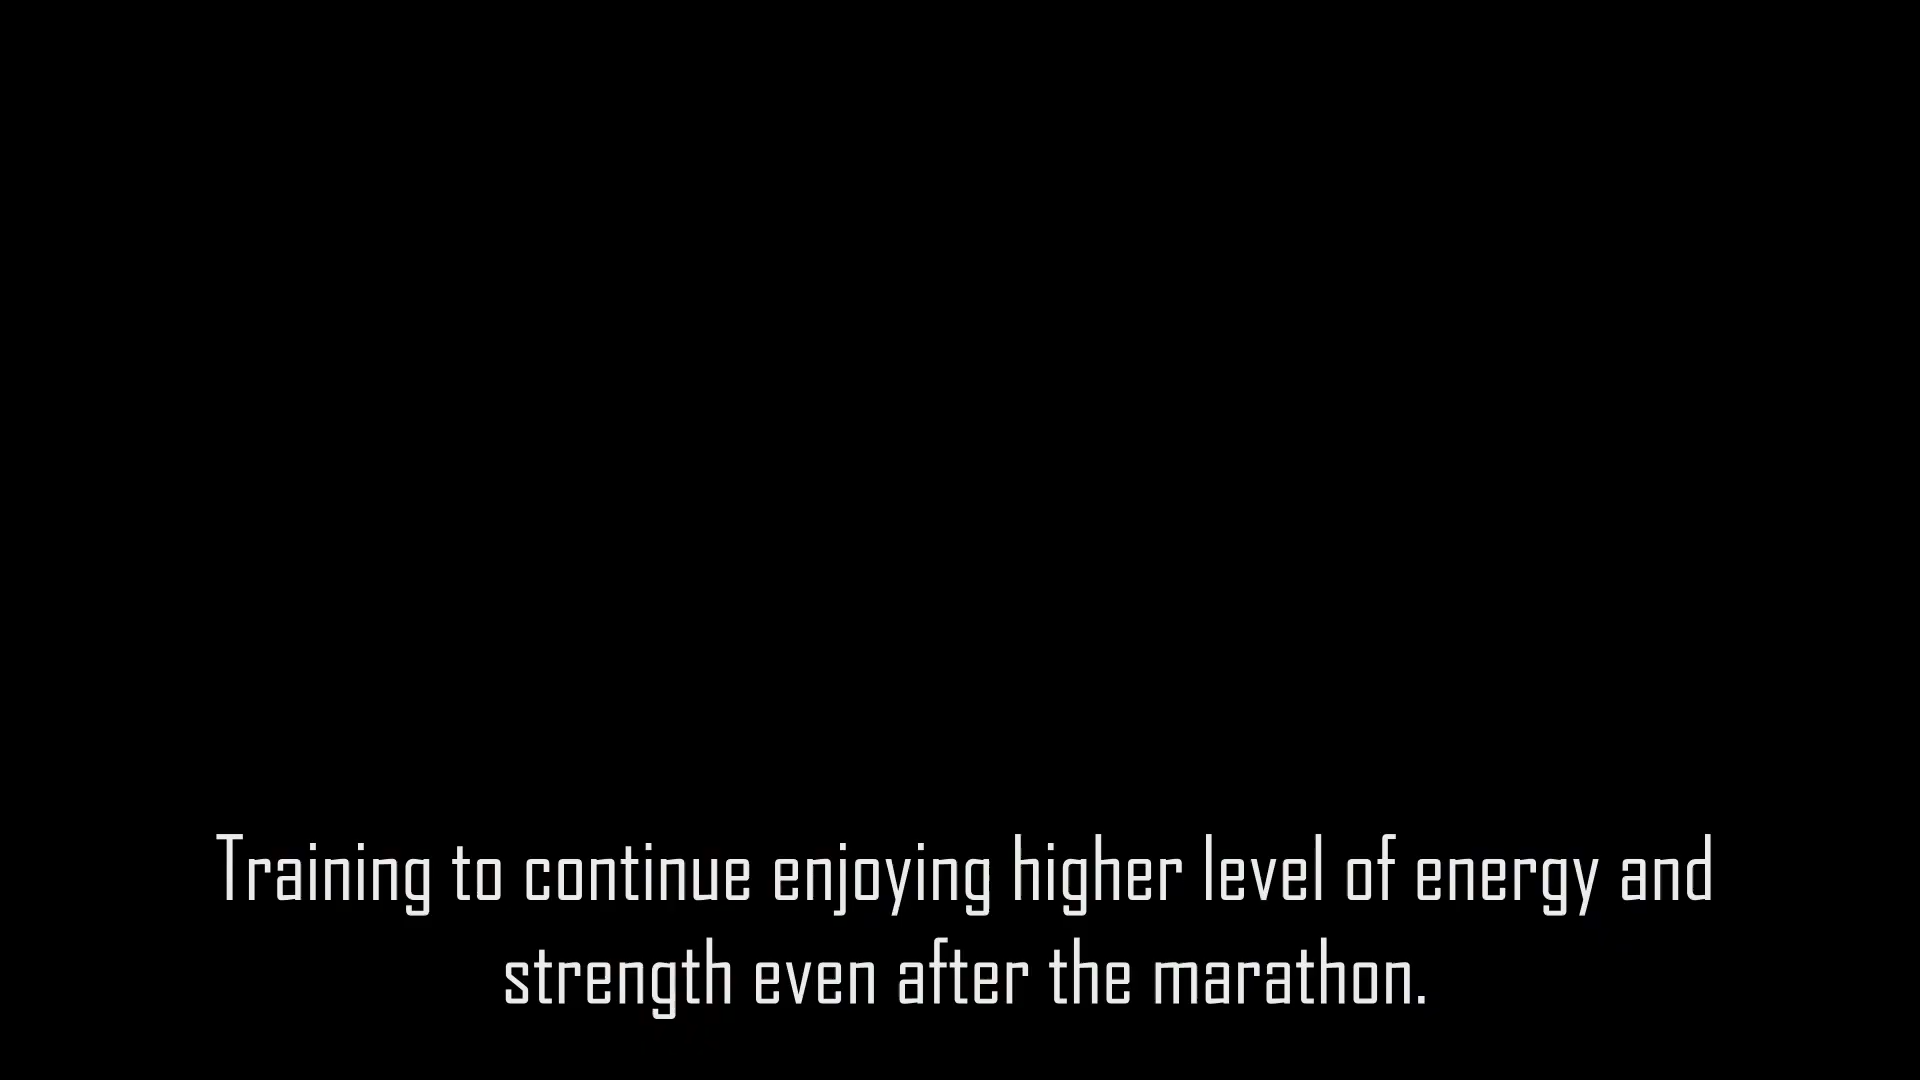 Training to continue enjoying higher level of energy and
strength even after the marathon.